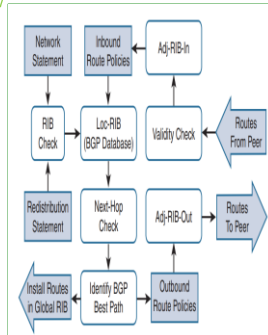 Network
Statement
Inbound
Route Policies
Adj-RIB-In
RIB
Check
Loc-RIB
(BGP Database)
Validity Check
Routes
From Peer
Redistribution
Statement
Next-Hop
Check
Adj-RIB-Out
Routes
To Peer
Install Routes
in Global RIB
Identify BGP
Best Path
Outbound
Route Policies